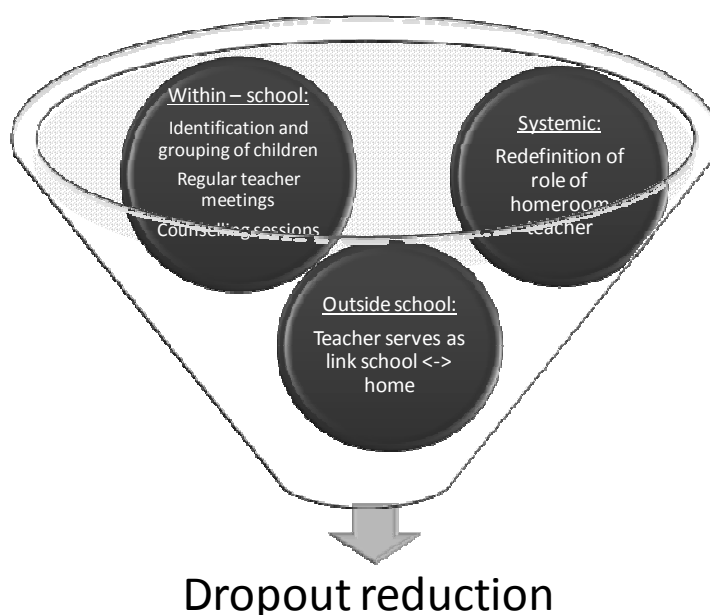 Within – school:
Identification and
grouping of children
Regular teacher
meetings
Counselling sessions
Systemic:
Redefinition of
role of
homeroom
teacher
Outside school:
Teacher serves as
link school <->
home
Dropout reduction